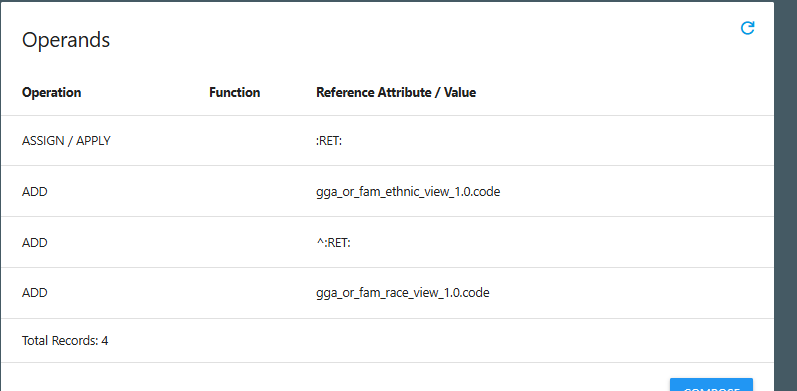 Operands
Operation Function Reference Attribute / Value
ASSIGN / APPLY :RET:
ADD gga_or_fam_ethnic_view_1.0.code
ADD ^:RET:
ADD gga_or_fam_race_view_1.0.code
Total Records: 4
COMPOSE